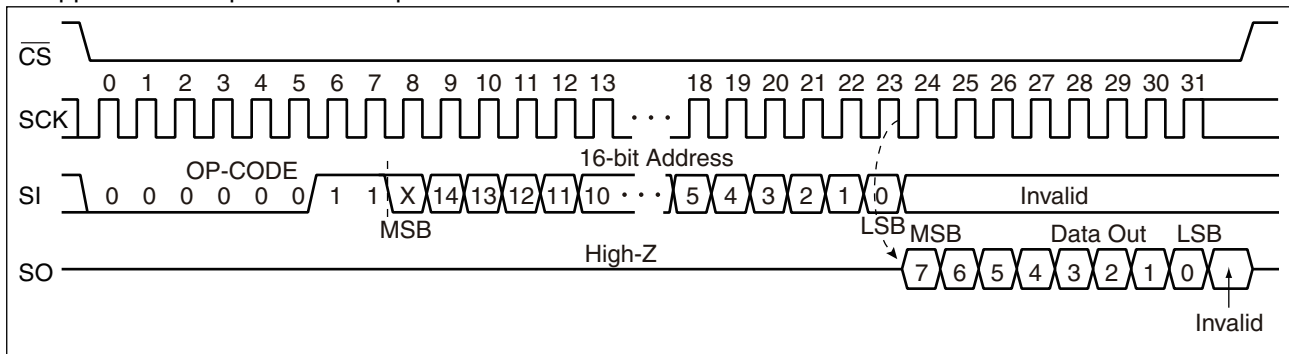 CS
0 1 2 3 4 5 6 7 8 9 10 11 12 13 18 19 20 21 22 23 24 25 26 27 28 29 30 31
SCK
OP-CODE 16-bit Address
SI 0 0 0 0 0 0 1 1 X 14 13 12 11 10 5 4 3 2 1 0 Invalid
MSB LSB MSB Data Out LSB
High-Z
SO 7 6 5 4 3 2 1 0
Invalid